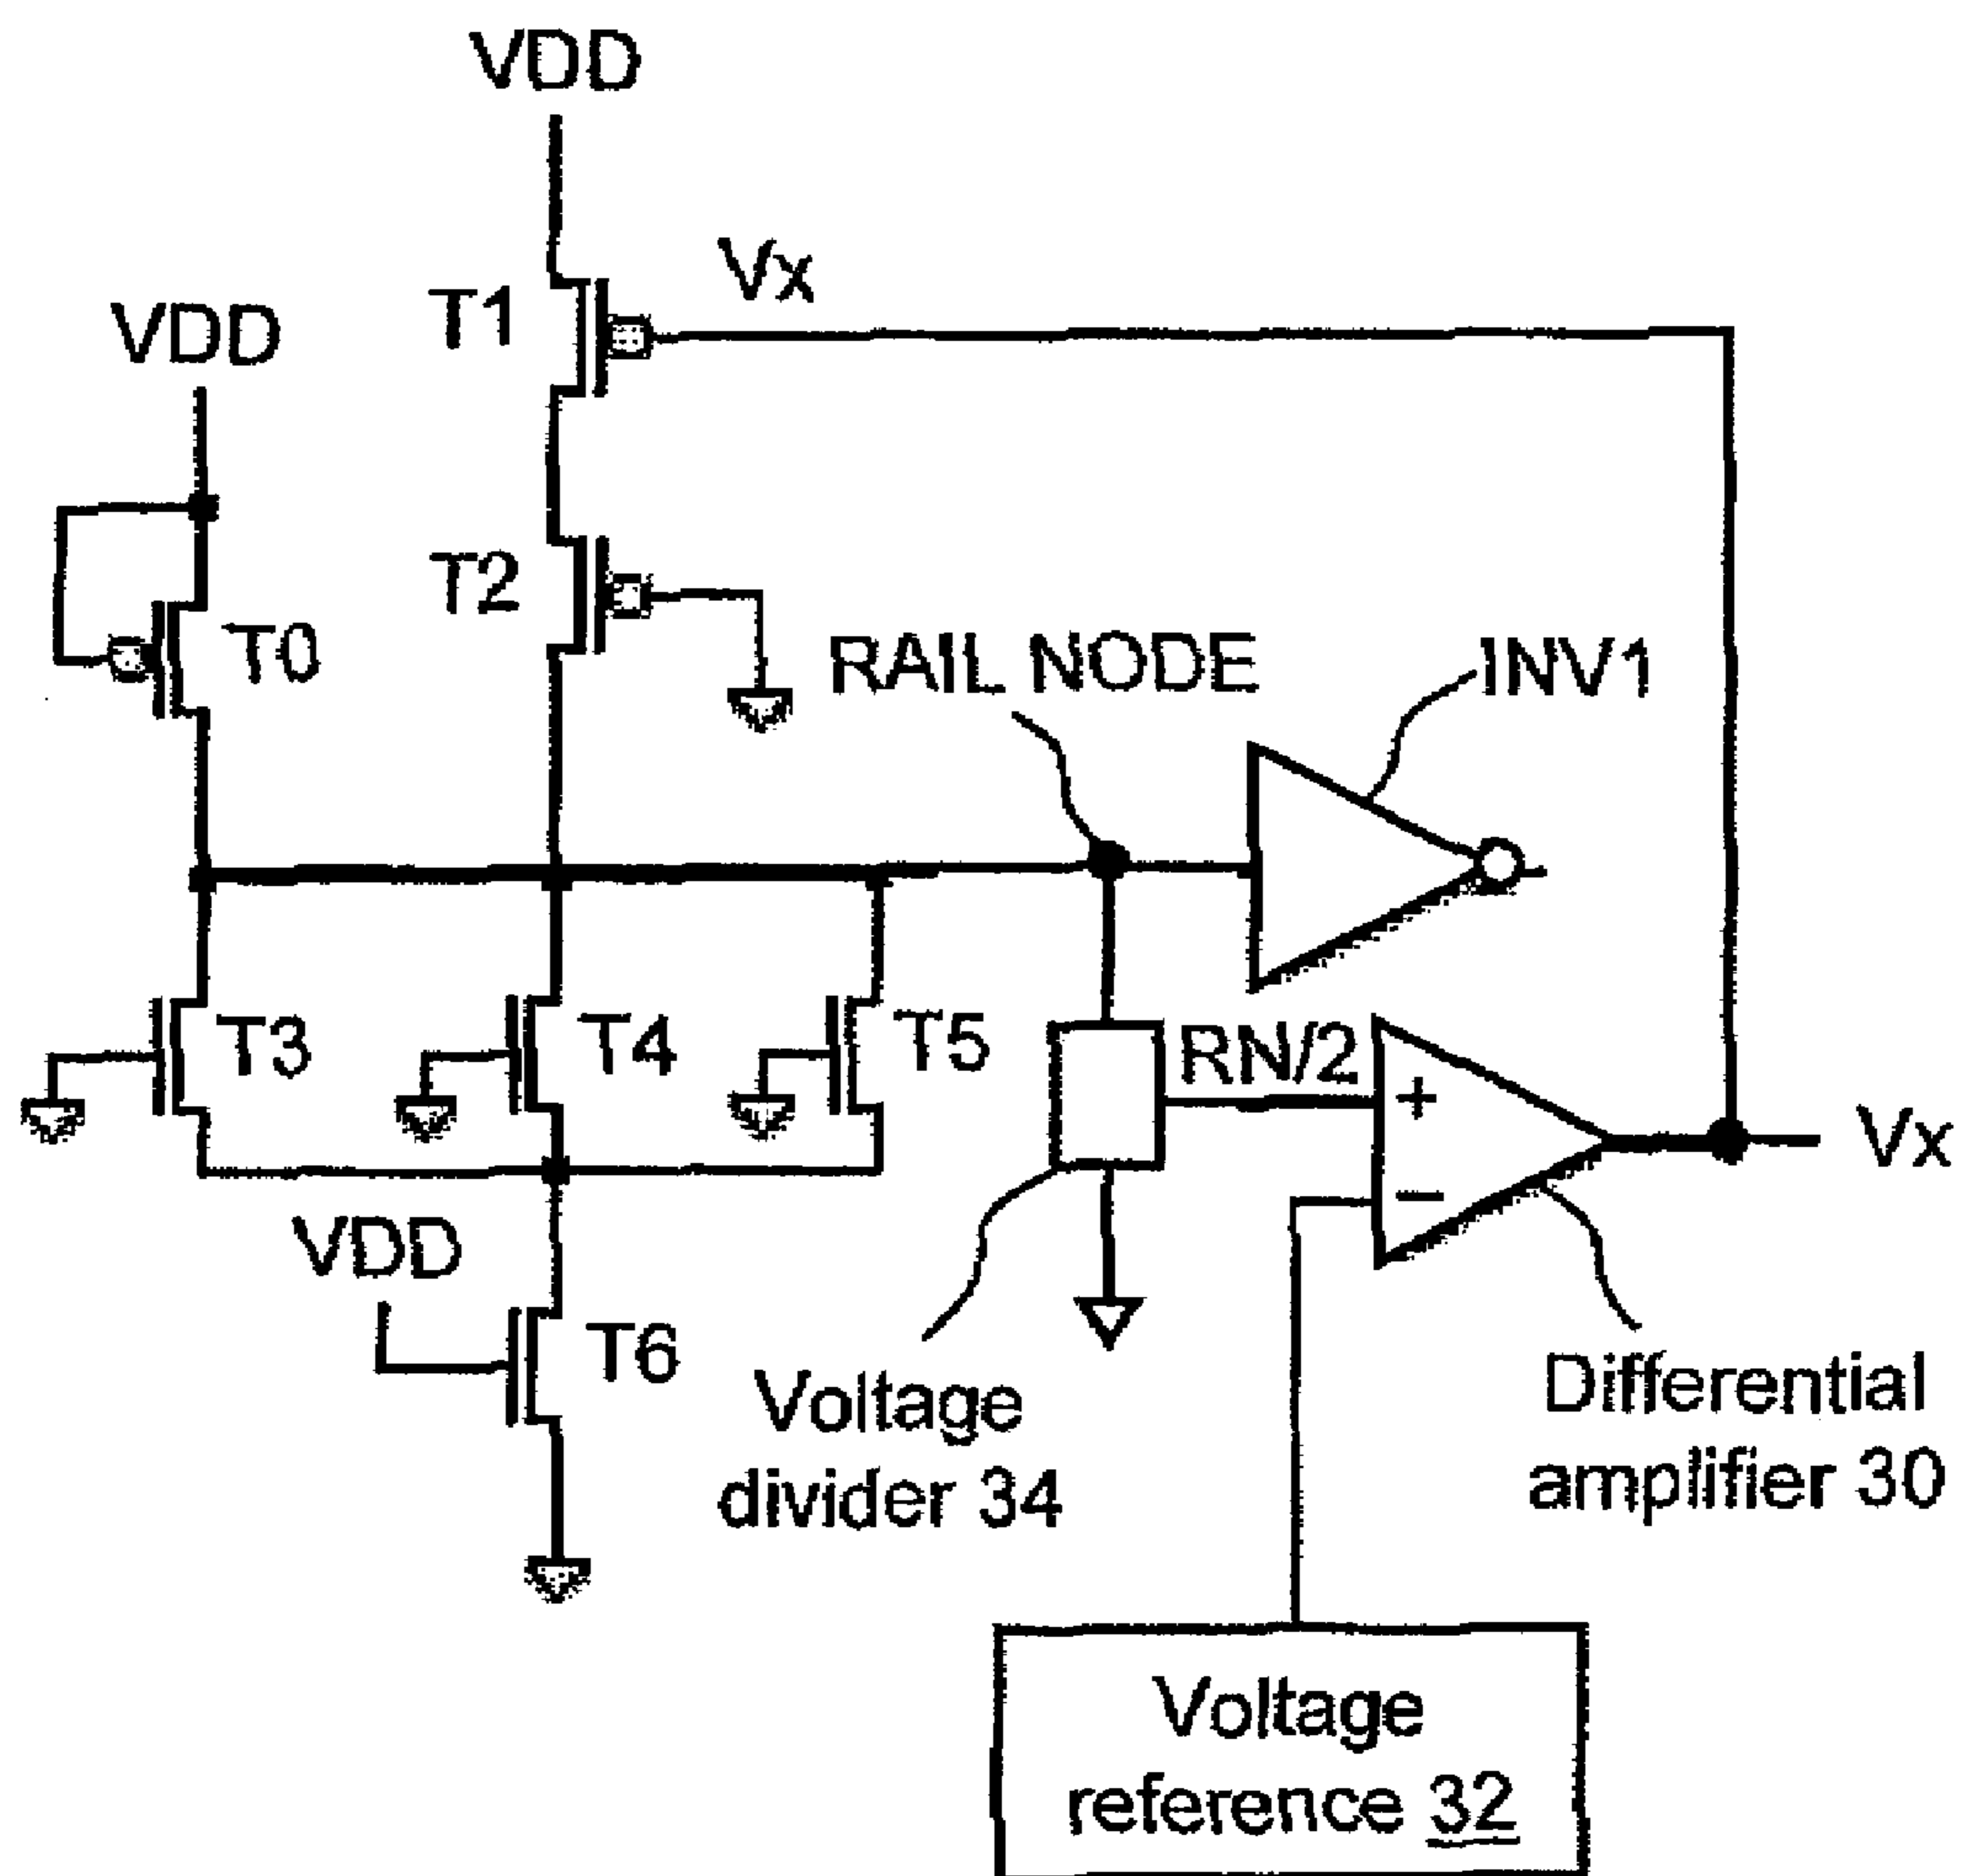 VDD
Vx
T1
VDD
T2
T0
RAIL NODE
INV1
T3
T4
T5
RN/2
+
Vx
−
VDD
T6
Voltage
divider 34
Differential
amplifier 30
Voltage
reference 32